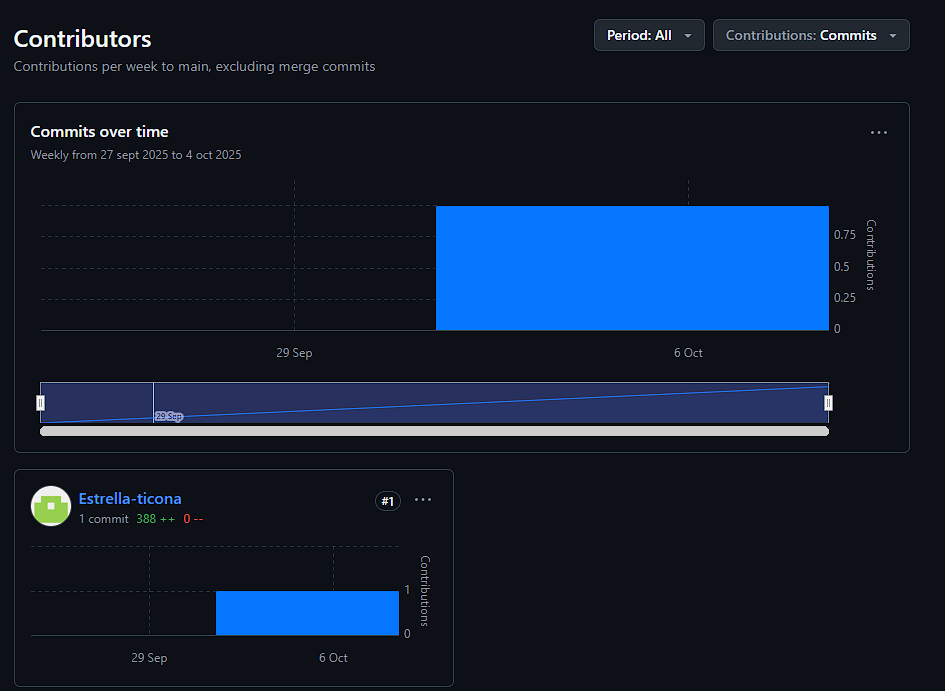 Contributors
Period: All
Contributions: Commits
Contributions per week to main, excluding merge commits
Commits over time
Weekly from 27 sept 2025 to 4 oct 2025
0.75
0.5
0.25
0
Contributions
29 Sep
6 Oct
29 Sep
Estrella-ticona
#1
1 commit 388 ++ 0 --
1
0
Contributions
29 Sep
6 Oct